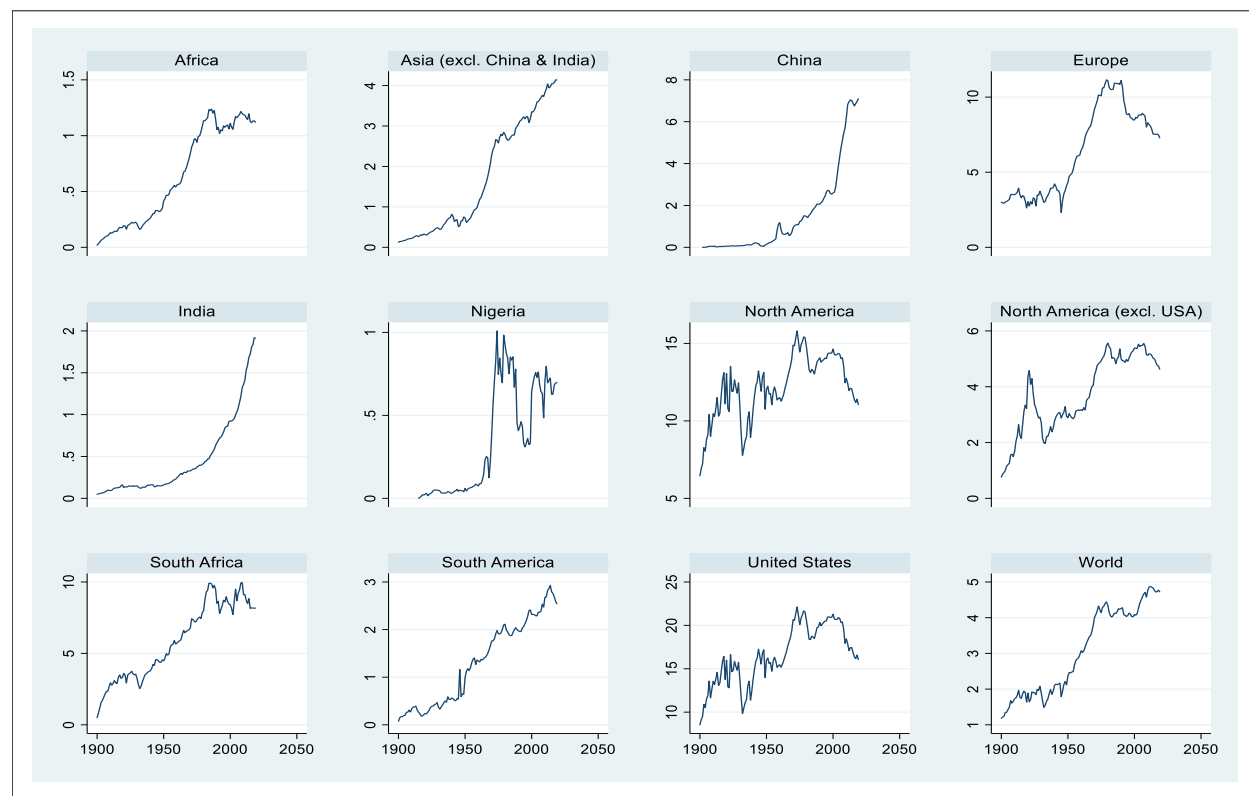 Africa
Asia (excl. China & India)
China
Europe
0 .5 1 1.5
0 1 2 3 4
0 2 4 6 8
0 5 10
India
Nigeria
North America
North America (excl. USA)
0 .5 1 1.5 2
0 .5 1
5 10 15
0 2 4 6
South Africa
South America
United States
World
0 5 10
0 1 2 3
10 15 20 25
1 2 3 4 5
1900 1950 2000 2050
1900 1950 2000 2050
1900 1950 2000 2050
1900 1950 2000 2050